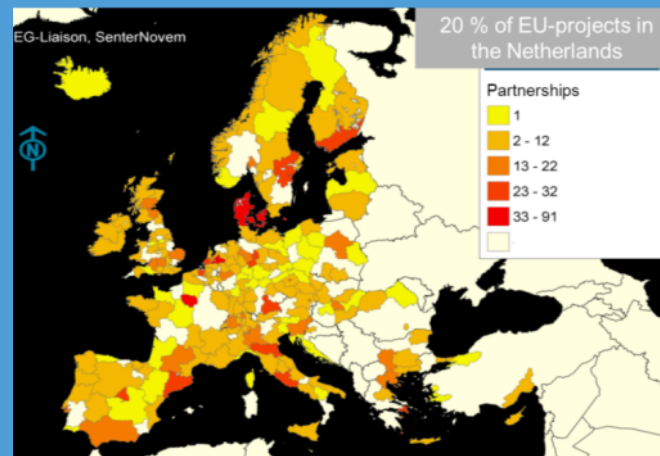 EG-Liaison, SenterNovem
20 % of EU-projects in
the Netherlands
Partnerships
1
2 - 12
13 - 22
23 - 32
33 - 91
N